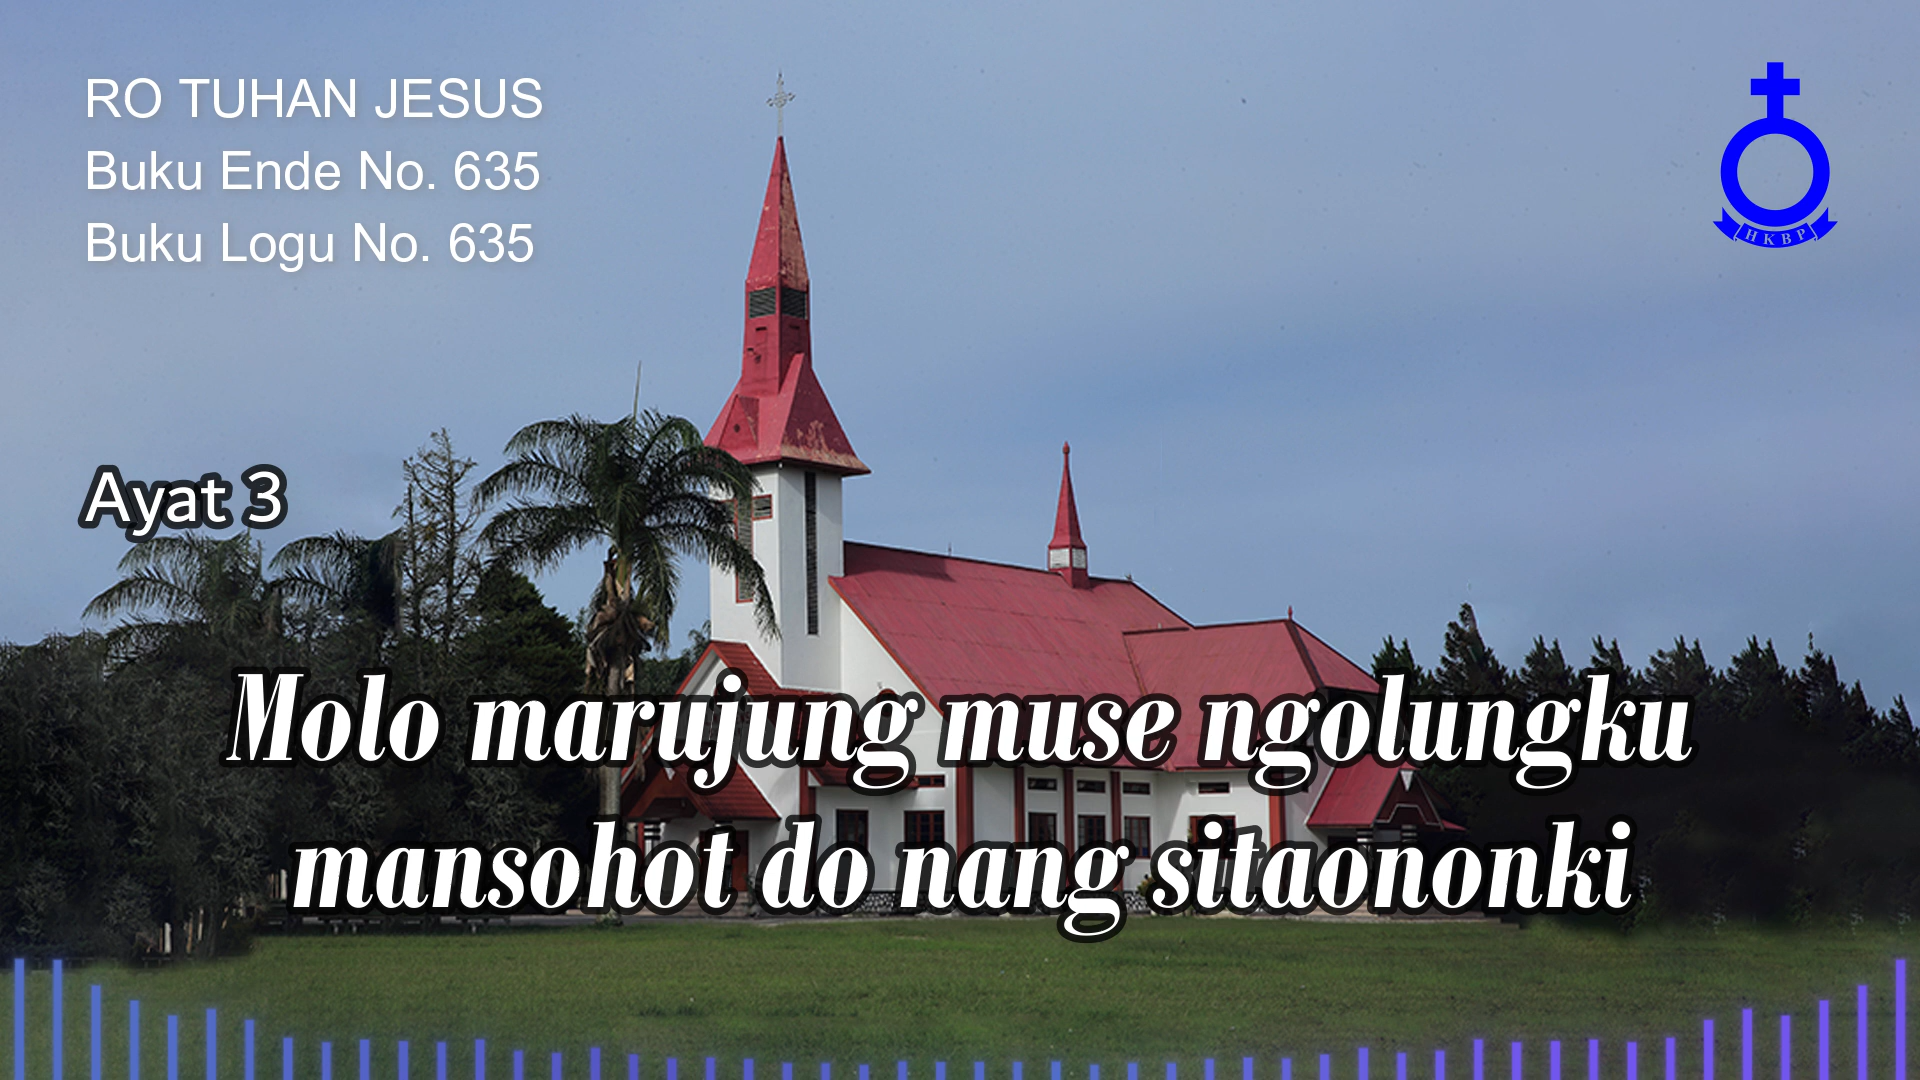 RO TUHAN JESUS
Buku Ende No. 635
Buku Logu No. 635
HKBP
Ayat 3
Molo marujung muse ngolungku
mansohot do nang sitaononki